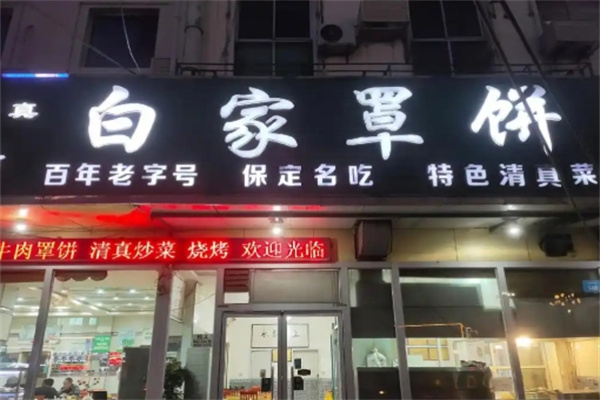 真 白家罩饼
百年老字号 保定名吃 特色清真菜
牛肉罩饼 清真炒菜 烧烤 欢迎光临